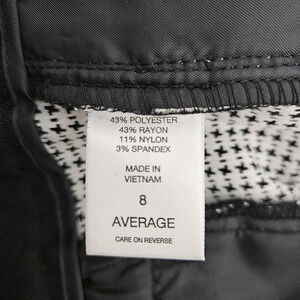 43% POLYESTER
43% RAYON
11% NYLON
3% SPANDEX
MADE IN
VIETNAM
8
AVERAGE
CARE ON REVERSE